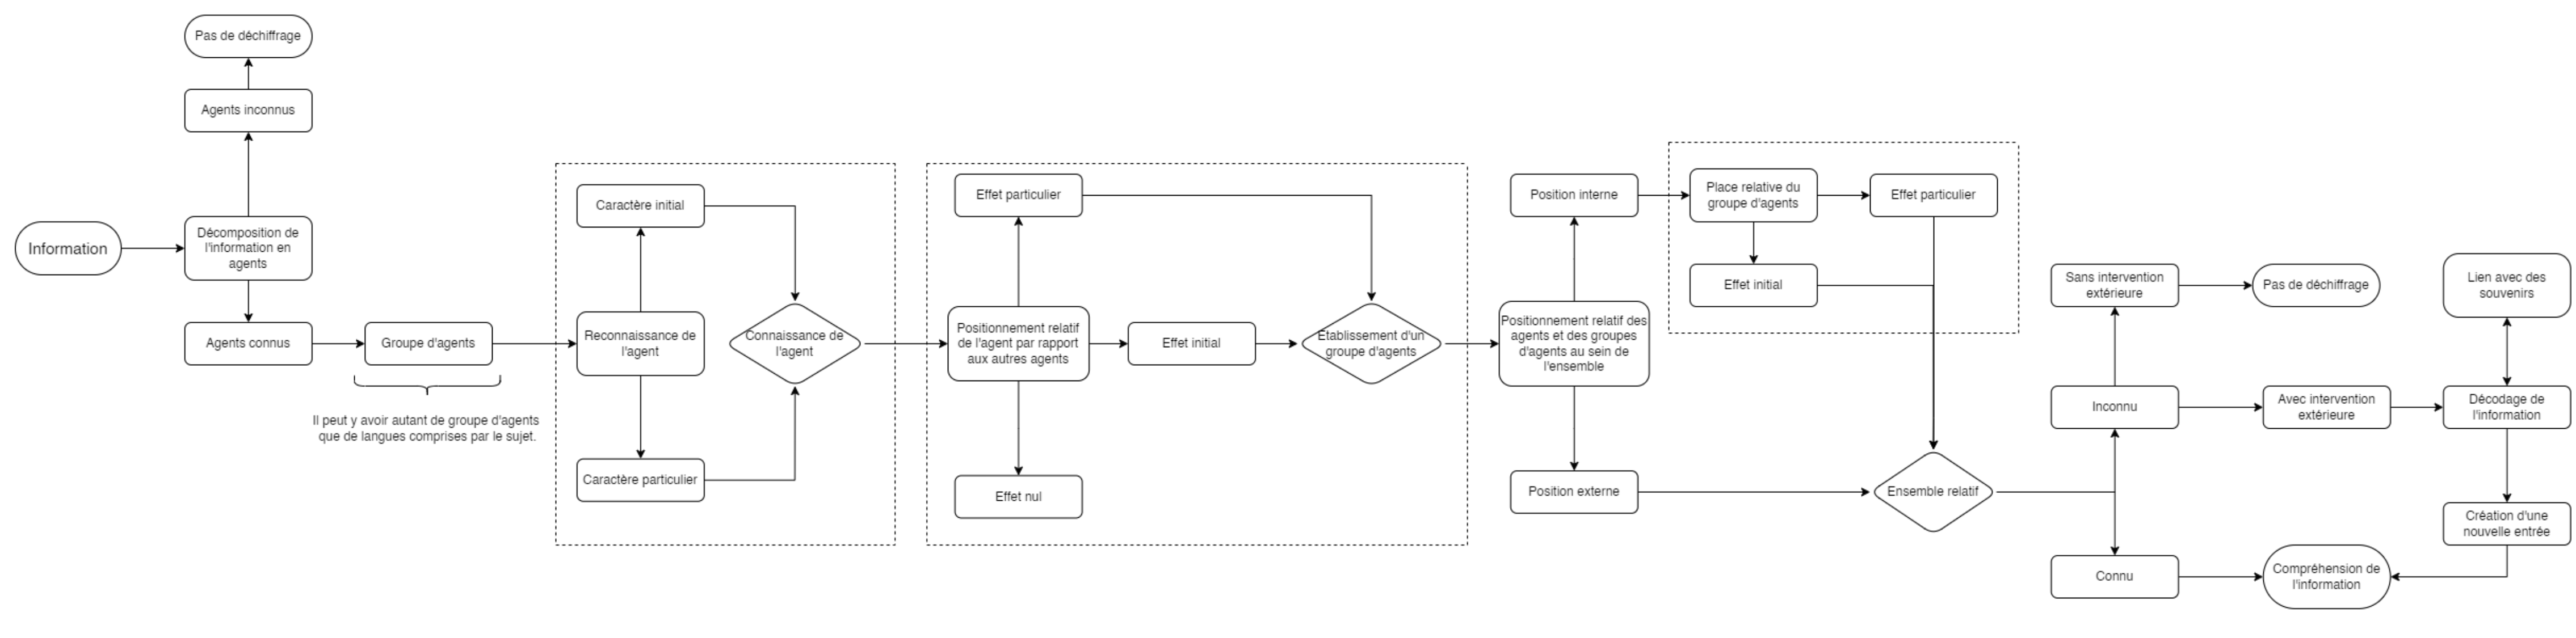 Pas de déchiffrage
Agents inconnus
Information
Décomposition de
l'information en
agents
Agents connus
Groupe d'agents
Il peut y avoir autant de groupe d'agents
que de langues comprises par le sujet.
Caractère initial
Reconnaissance de
l'agent
Caractère particulier
Connaissance de
l'agent
Effet particulier
Positionnement relatif
de l'agent par rapport
aux autres agents
Effet initial
Effet nul
Etablissement d'un
groupe d'agents
Position interne
Positionnement relatif des
agents et des groupes
d'agents au sein de
l'ensemble
Position externe
Place relative du
groupe d'agents
Effet particulier
Effet initial
Ensemble relatif
Sans intervention
extérieure
Pas de déchiffrage
Inconnu
Avec intervention
extérieure
Connu
Lien avec des
souvenirs
Décodage de
l'information
Création d'une
nouvelle entrée
Compréhension de
l'information